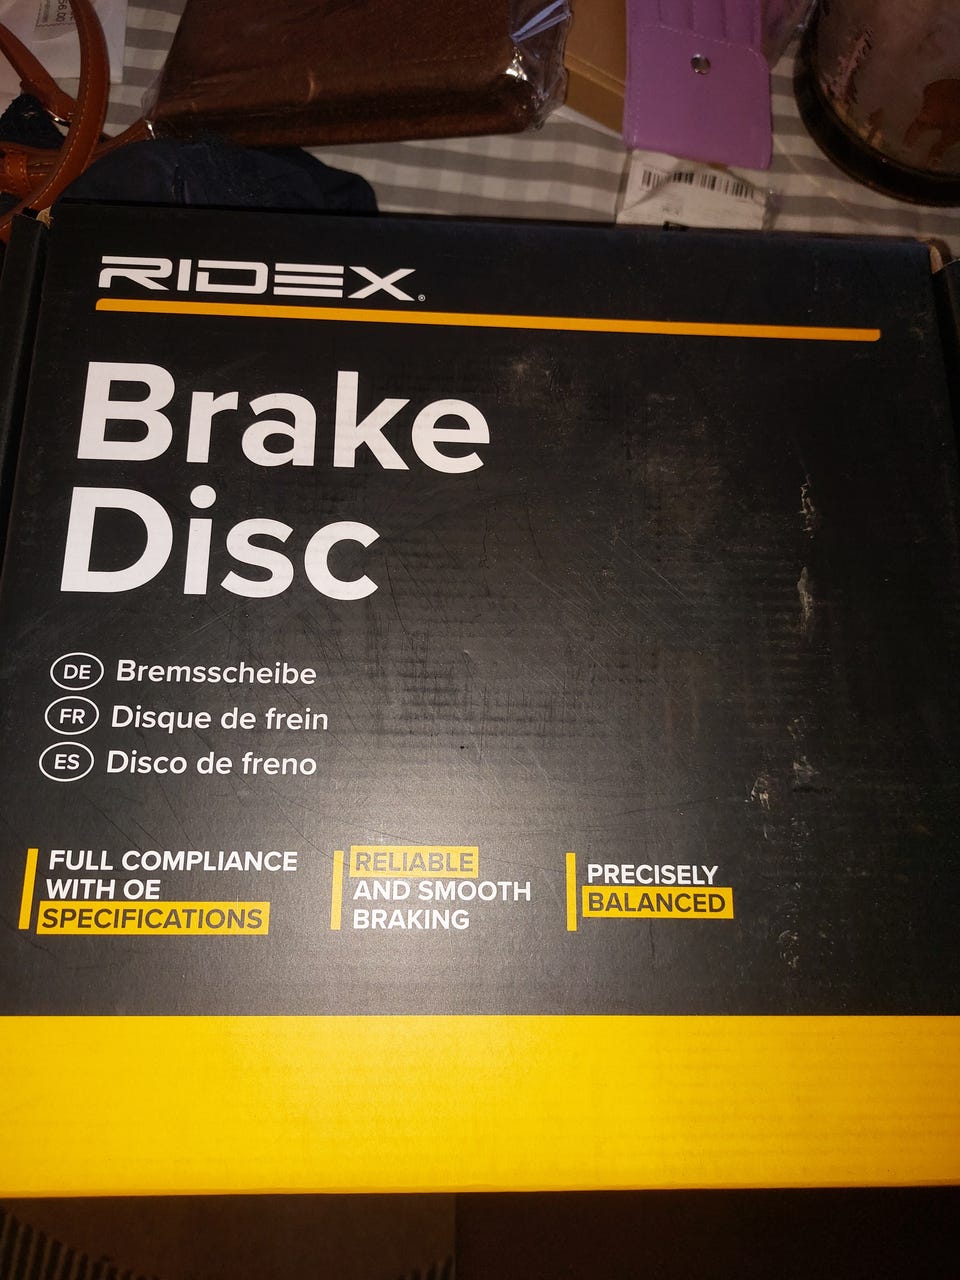 RIDEX®
Brake
Disc
DE Bremsscheibe
FR Disque de frein
ES Disco de freno
FULL COMPLIANCE
WITH OE
SPECIFICATIONS
RELIABLE
AND SMOOTH
BRAKING
PRECISELY
BALANCED